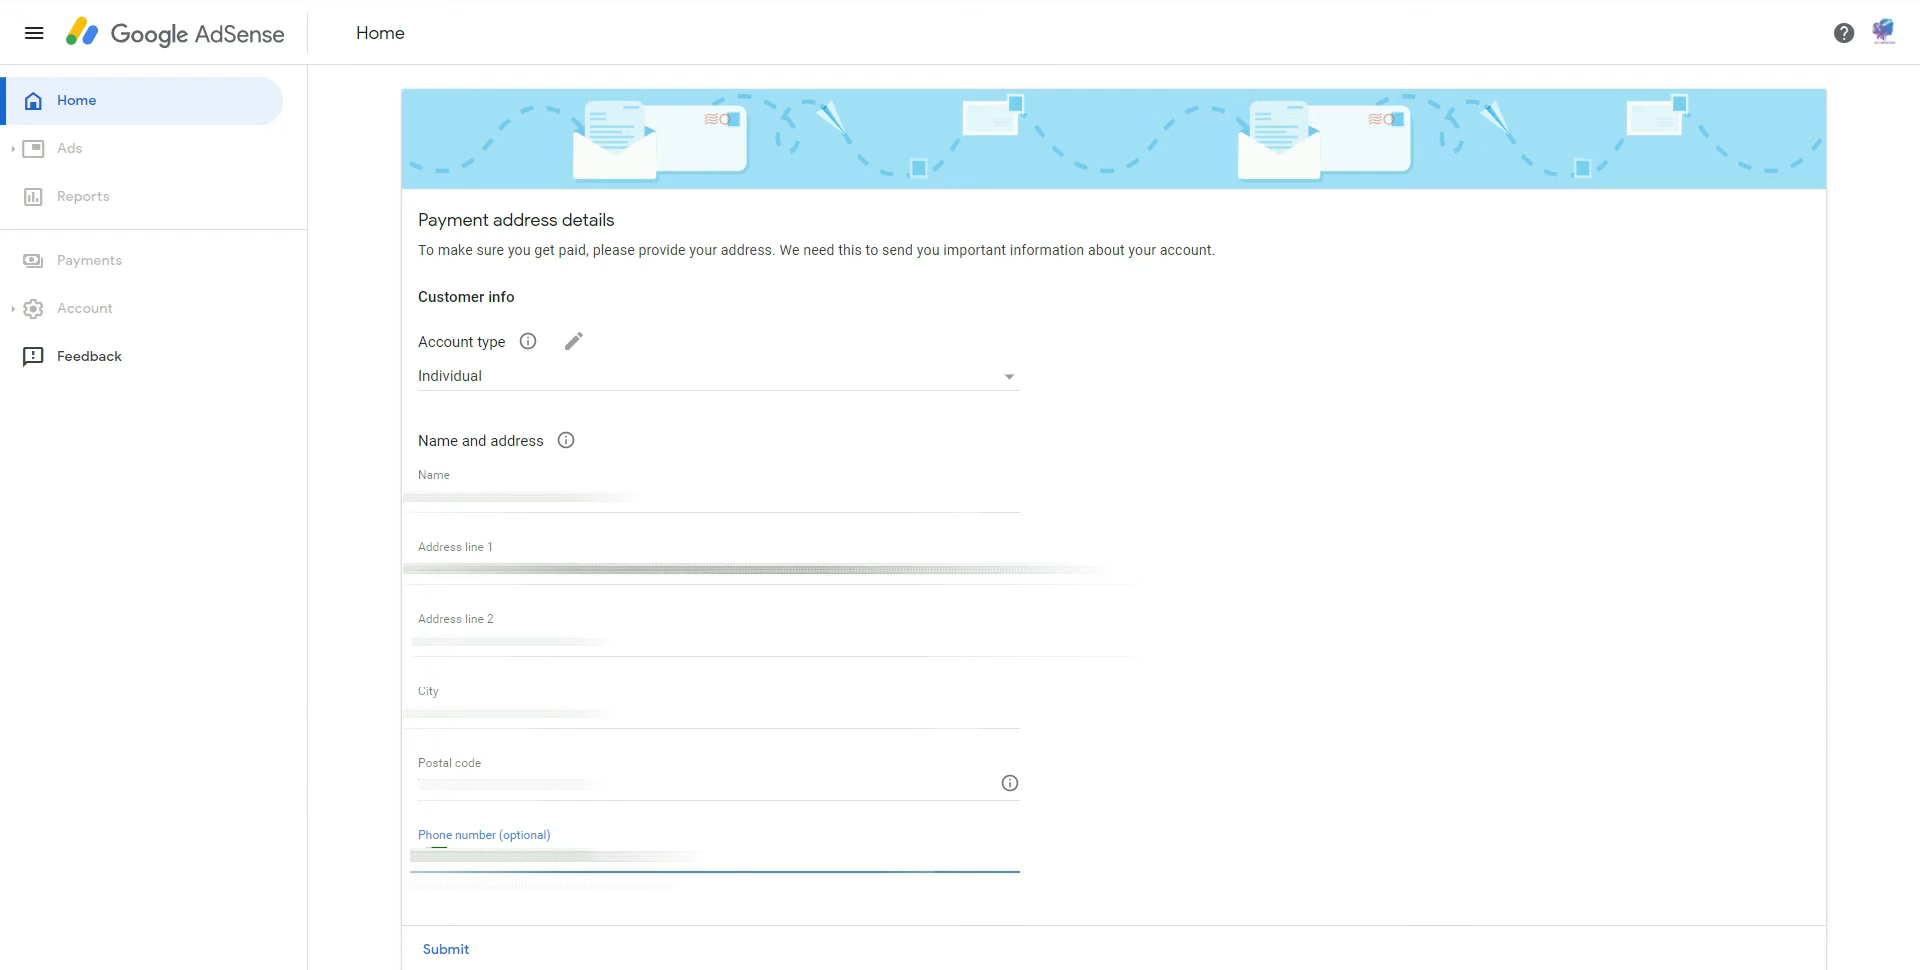 Google AdSense
Home
Home
Ads
Reports
Payments
Account
Feedback
Payment address details
To make sure you get paid, please provide your address. We need this to send you important information about your account.
Customer info
Account type
Individual
Name and address
Name
Address line 1
Address line 2
City
Postal code
Phone number (optional)
Submit